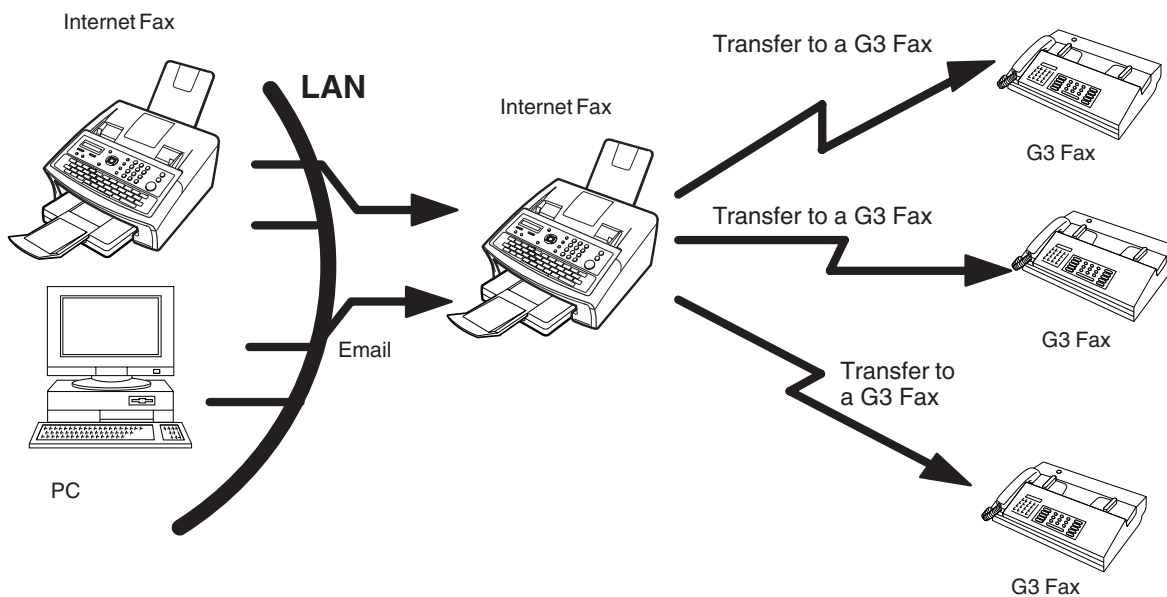 Internet Fax
LAN
Internet Fax
Transfer to a G3 Fax
G3 Fax
Transfer to a G3 Fax
G3 Fax
Email
Transfer to
a G3 Fax
PC
G3 Fax